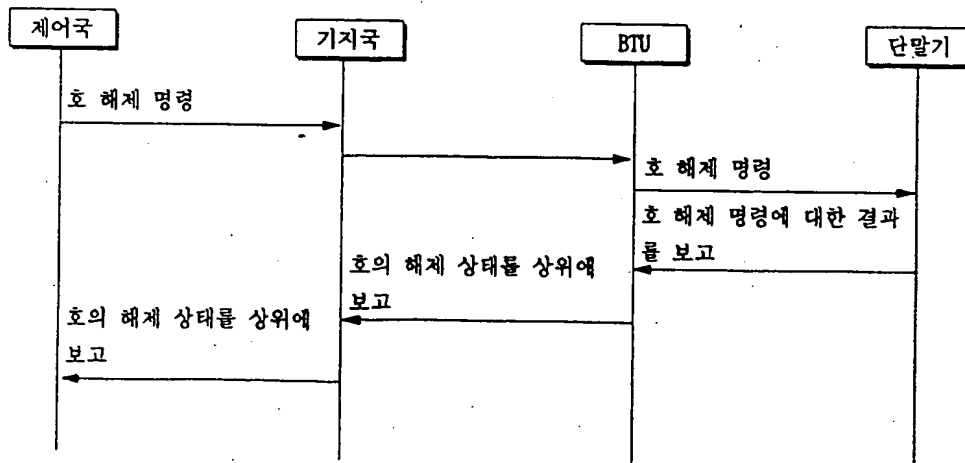 제어국
기지국
BTU
단말기
호 해제 명령
호 해제 명령
호 해제 명령에 대한 결과
를 보고
호의 해제 상태를 상위에
보고
호의 해제 상태를 상위에
보고